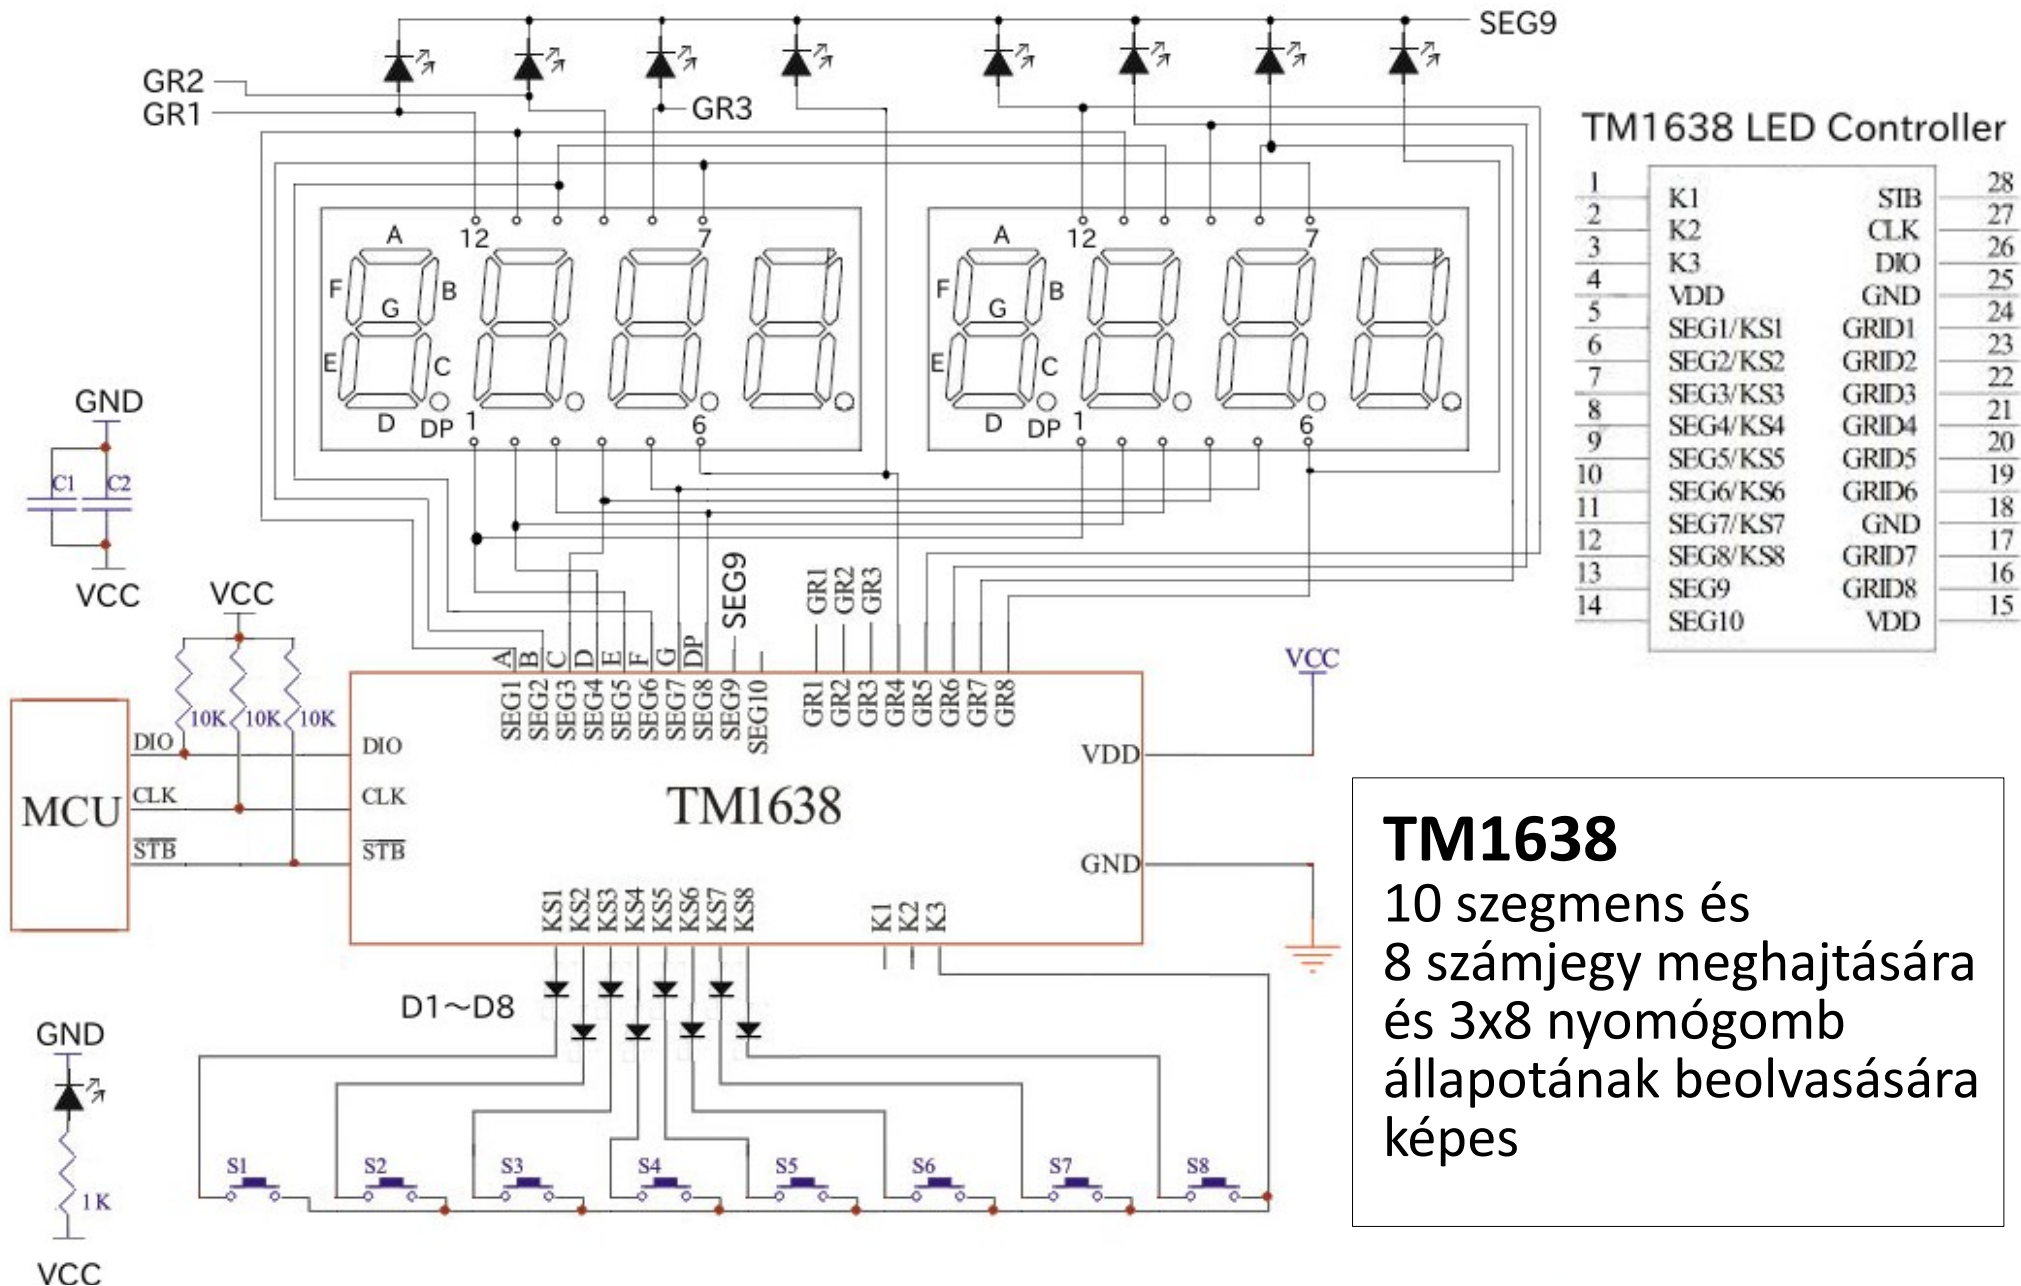 SEG9
GR2
GR1
GR3
TM1638 LED Controller
1 K1 STB 28
2 K2 CLK 27
3 K3 DIO 26
4 VDD GND 25
5 SEG1/KS1 GRID1 24
6 SEG2/KS2 GRID2 23
7 SEG3/KS3 GRID3 22
8 SEG4/KS4 GRID4 21
9 SEG5/KS5 GRID5 20
10 SEG6/KS6 GRID6 19
11 SEG7/KS7 GND 18
12 SEG8/KS8 GRID7 17
13 SEG9 GRID8 16
14 SEG10 VDD 15
12 7
A
F B
G
E C
D DP
1 6
12 7
A
F B
G
E C
D DP
1 6
GND
C1 C2
VCC
VCC
10K 10K 10K
SEG9
GR1 GR2 GR3
A B C D E F G DP
SEG1 SEG2 SEG3 SEG4 SEG5 SEG6 SEG7 SEG8 SEG9 SEG10
GR1 GR2 GR3 GR4 GR5 GR6 GR7 GR8
VCC
MCU
DIO DIO
CLK CLK
STB STB
TM1638
VDD
GND
KS1 KS2 KS3 KS4 KS5 KS6 KS7 KS8
K1 K2 K3
D1~D8
S1 S2 S3 S4 S5 S6 S7 S8
GND
1K
VCC
TM1638
10 szegmens és
8 számjegy meghajtására
és 3x8 nyomógomb
állapotának beolvasására
képes